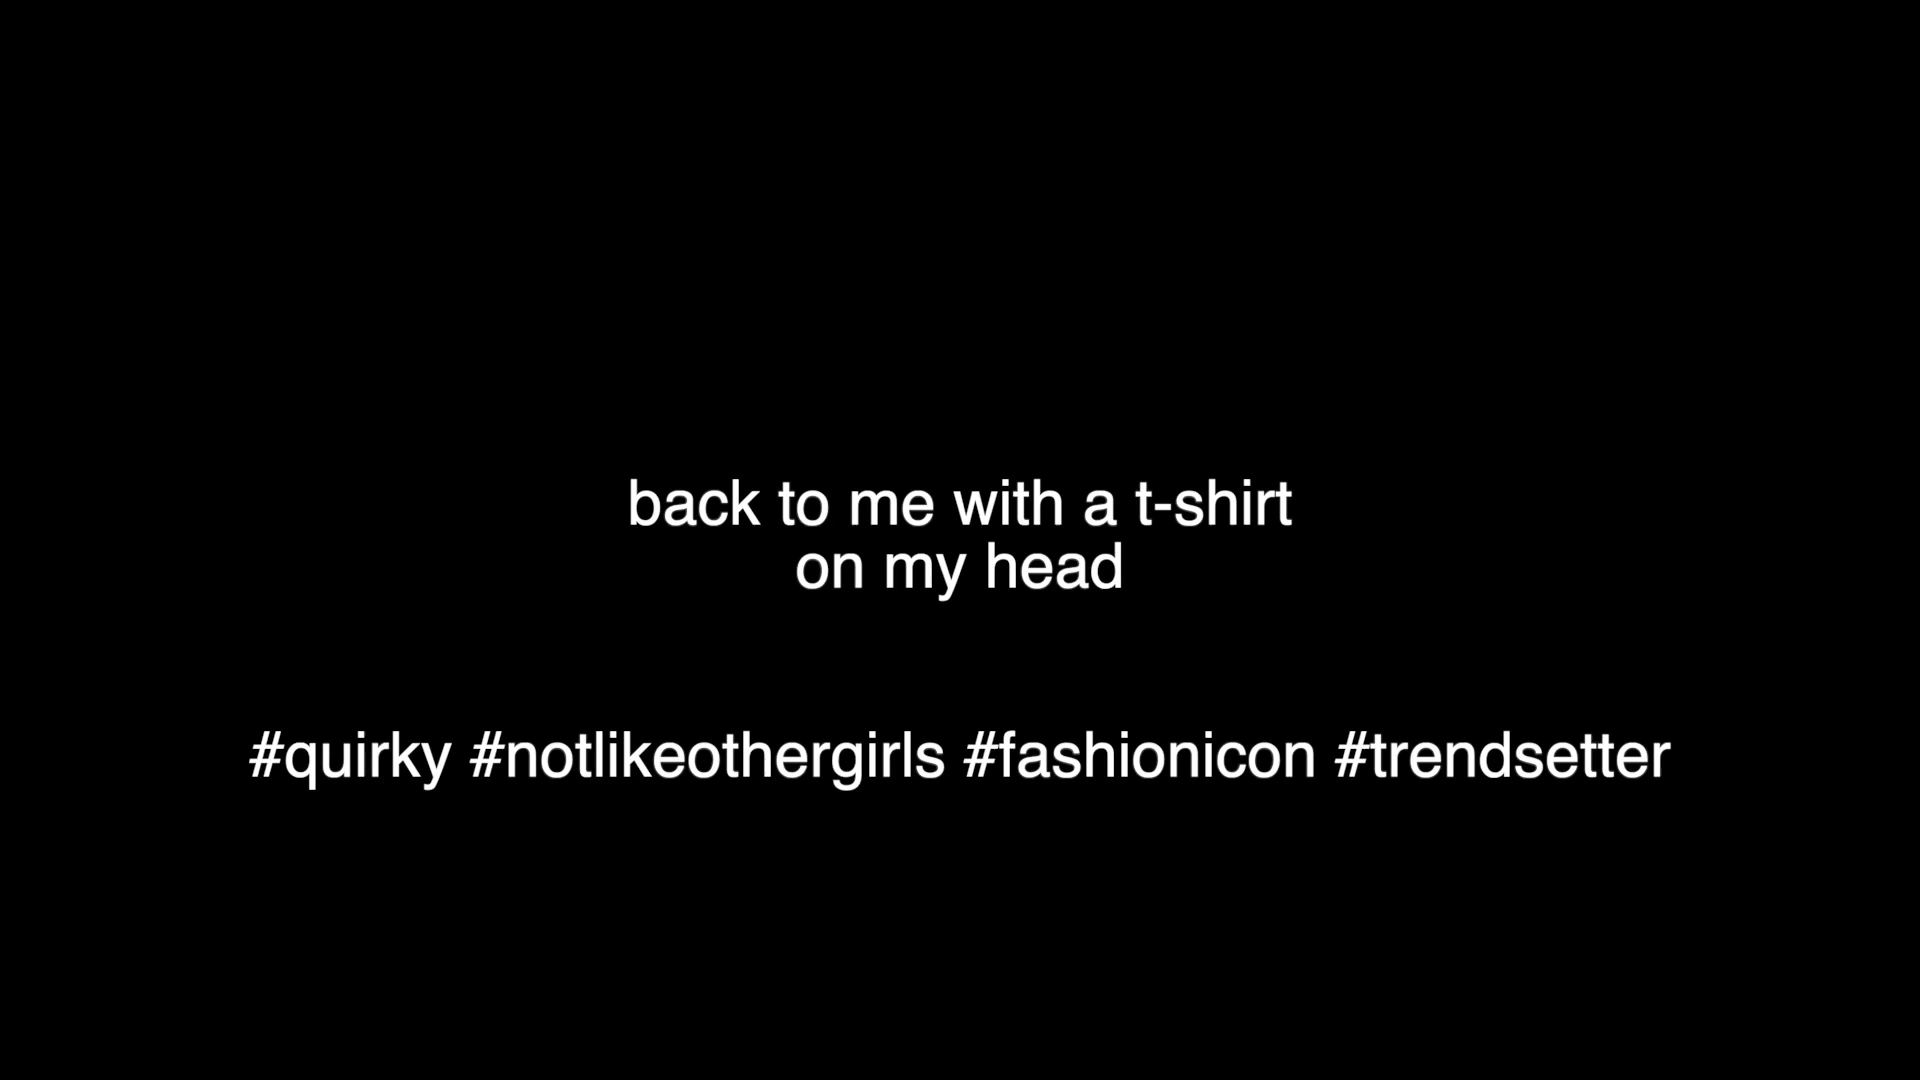 back to me with a t-shirt
on my head
#quirky #notlikeothergirls #fashionicon #trendsetter